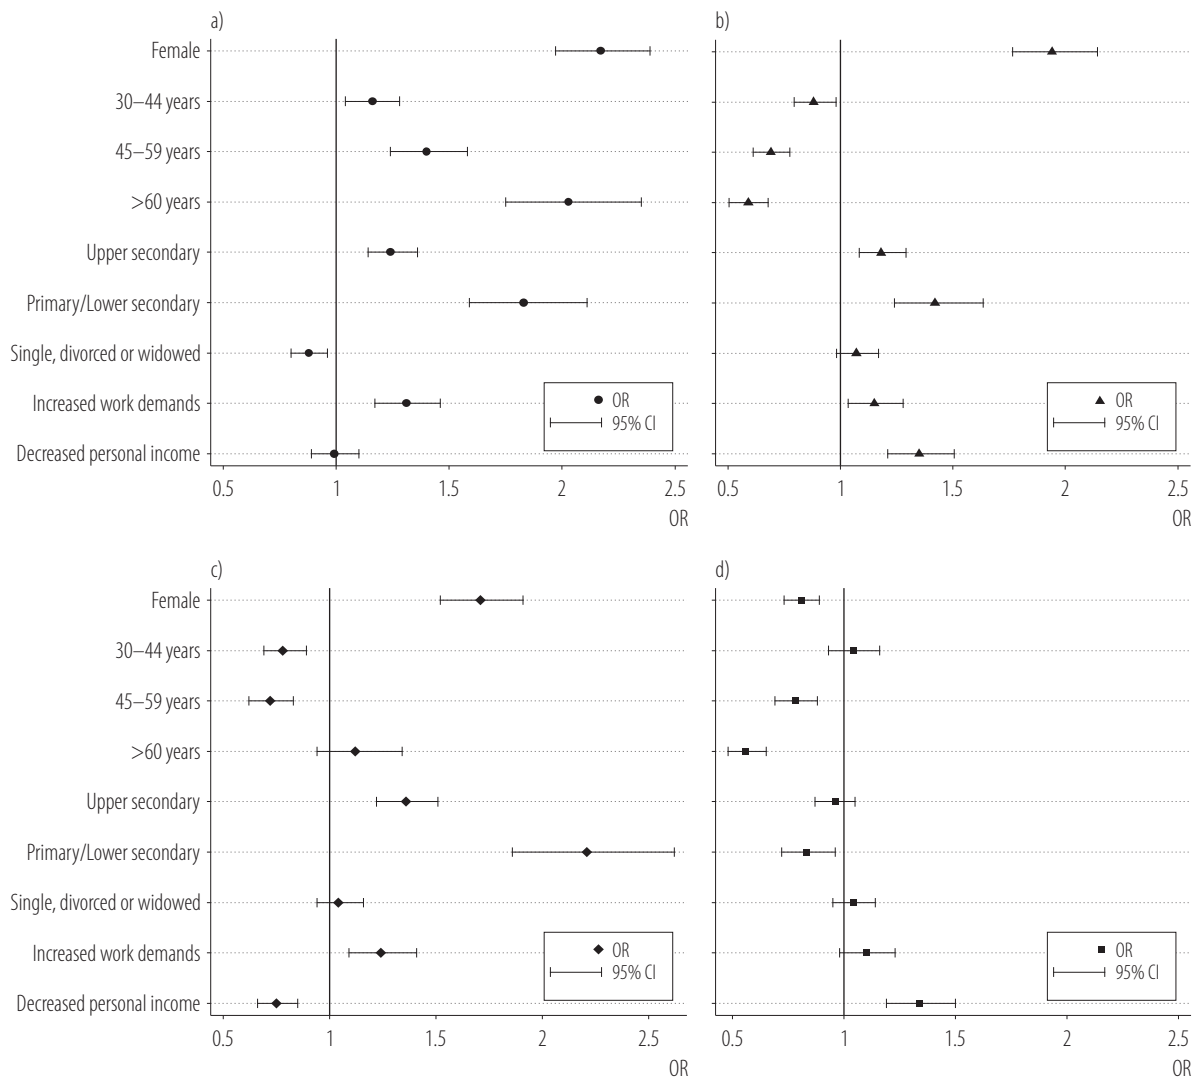 a)
Female
30–44 years
45–59 years
>60 years
Upper secondary
Primary/Lower secondary
Single, divorced or widowed
Increased work demands
Decreased personal income
OR
95% CI
0.5 1 1.5 2 2.5
OR
b)
OR
95% CI
0.5 1 1.5 2 2.5
OR
c)
Female
30–44 years
45–59 years
>60 years
Upper secondary
Primary/Lower secondary
Single, divorced or widowed
Increased work demands
Decreased personal income
OR
95% CI
0.5 1 1.5 2 2.5
OR
d)
OR
95% CI
0.5 1 1.5 2 2.5
OR